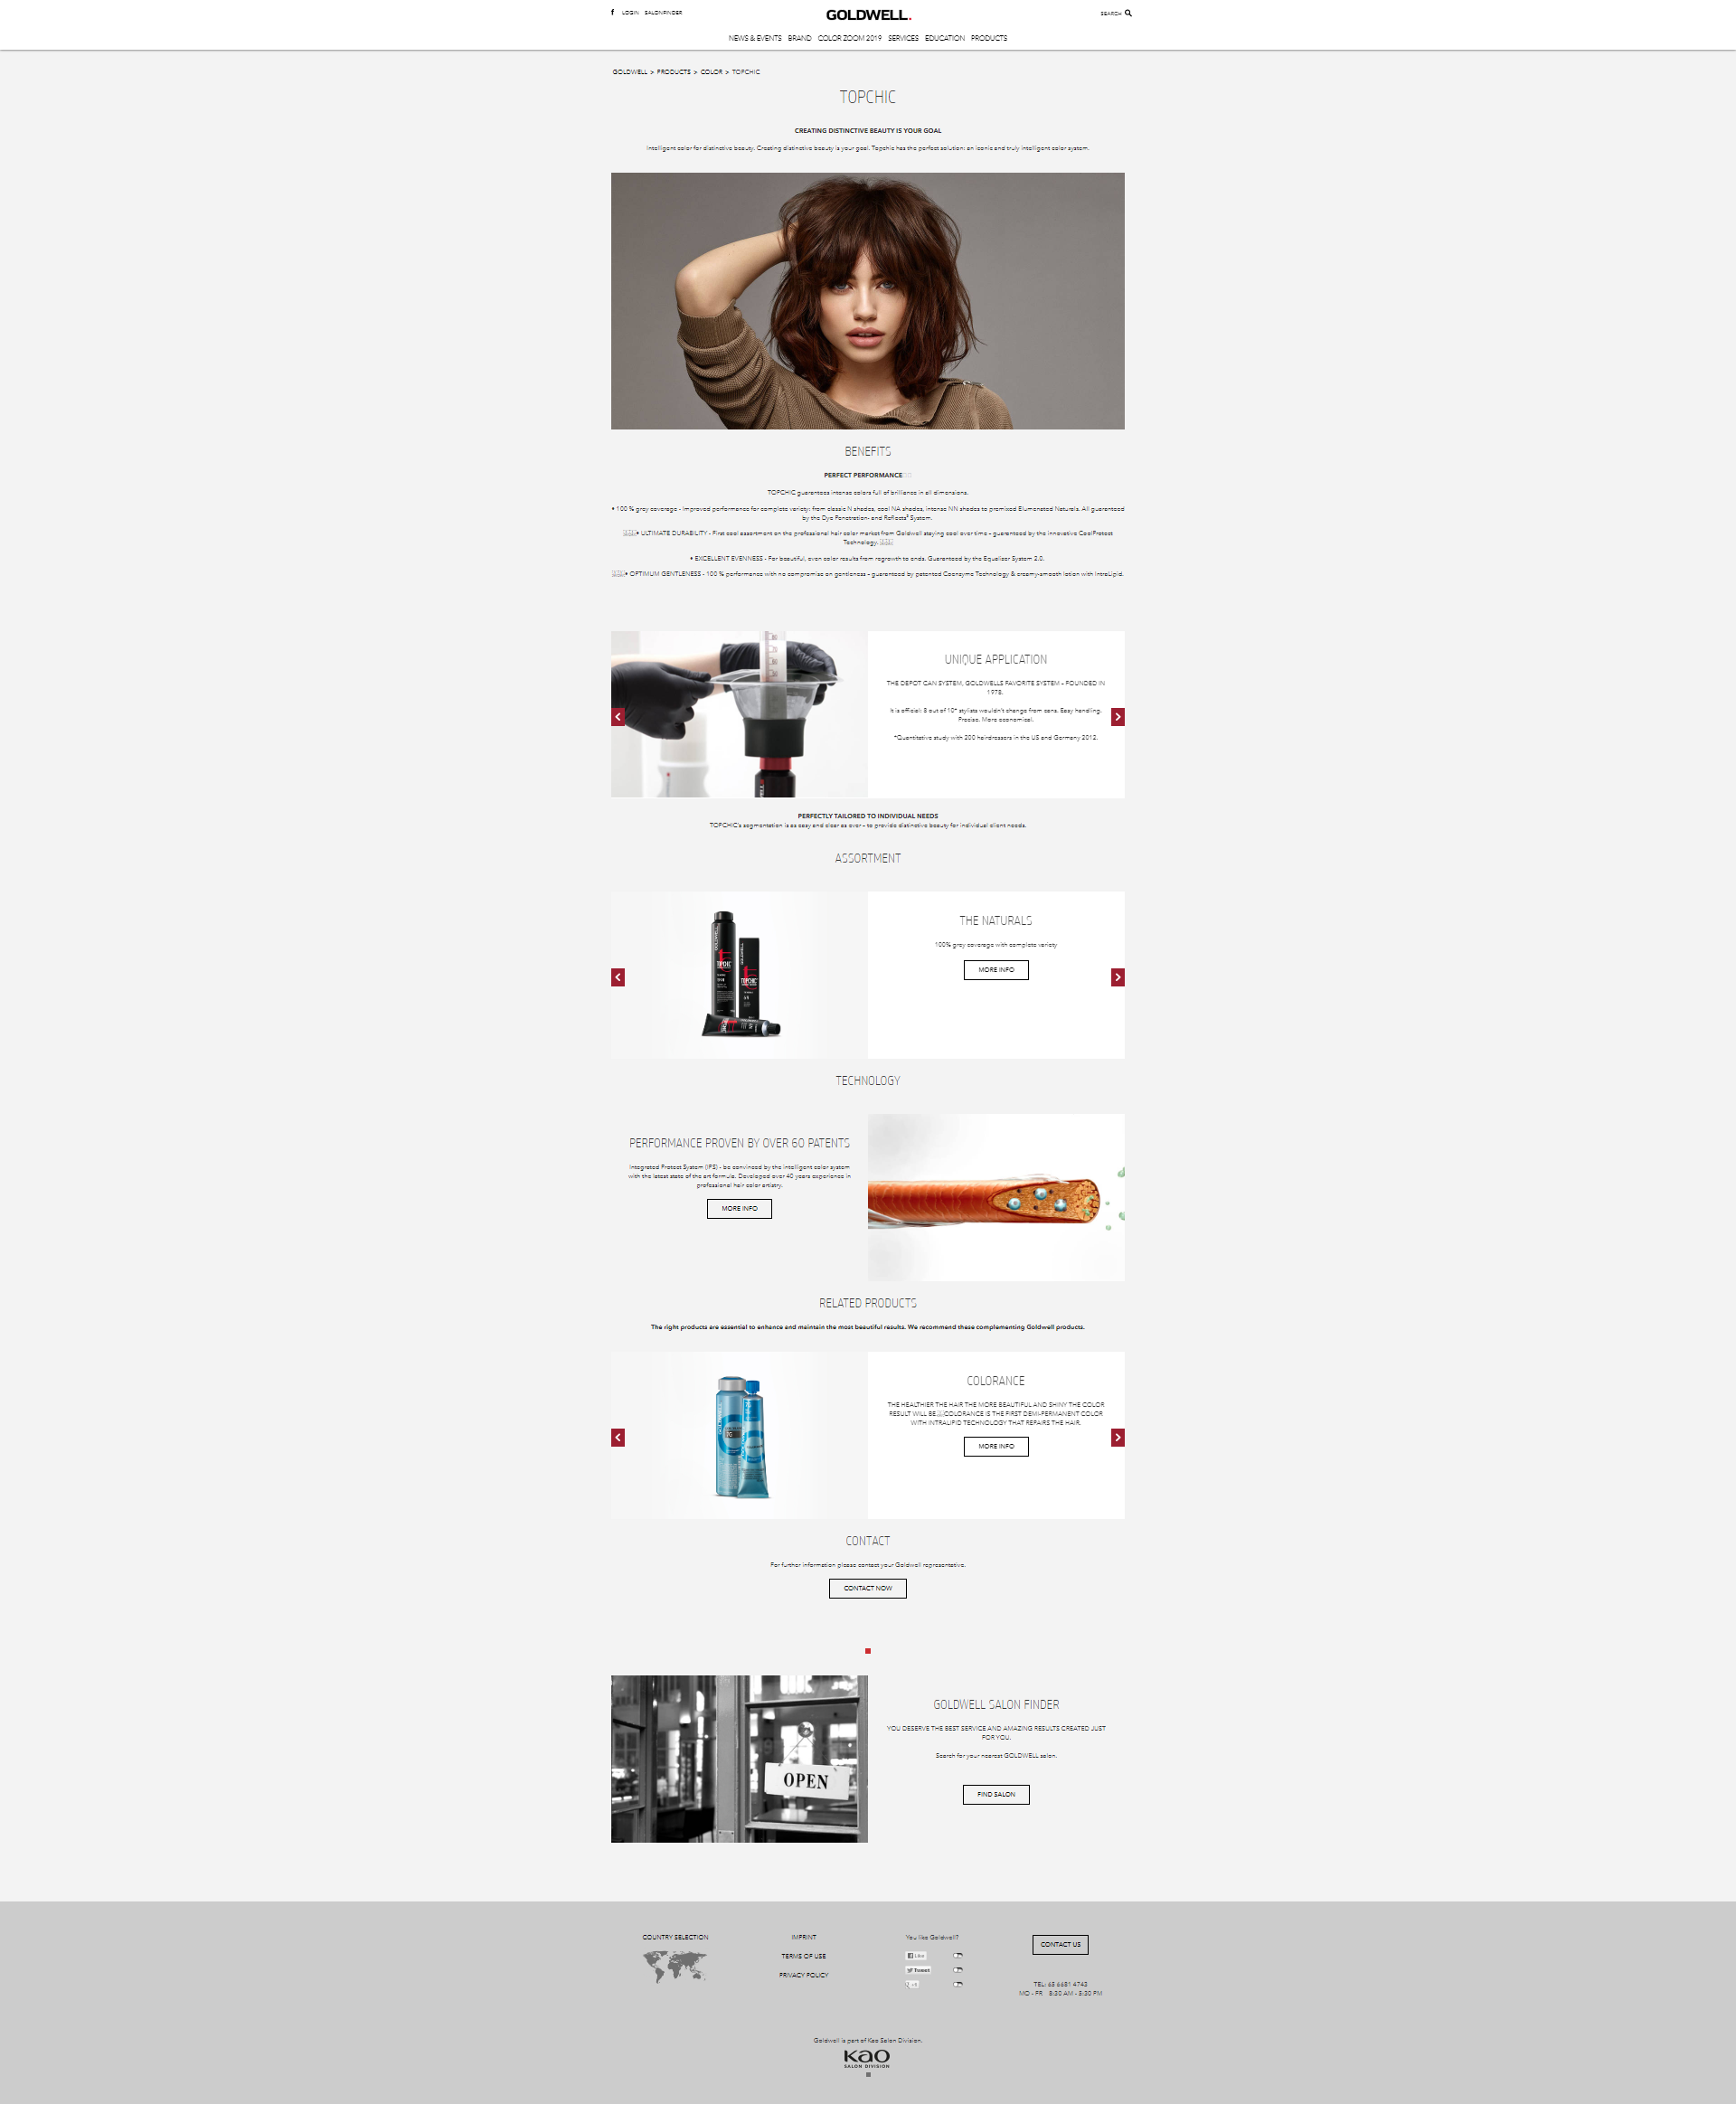 LOGIN SALONFINDER
GOLDWELL.
SEARCH
NEWS & EVENTS BRAND COLOR ZOOM 2019 SERVICES EDUCATION PRODUCTS
GOLDWELL > PRODUCTS > COLOR > TOPCHIC
TOPCHIC
CREATING DISTINCTIVE BEAUTY IS YOUR GOAL
Intelligent color for distinctive beauty. Creating distinctive beauty is your goal. Topchic has the perfect solution: an iconic and truly intelligent color system.
BENEFITS
PERFECT PERFORMANCE
TOPCHIC guarantees intense colors full of brilliance in all dimensions.
• 100 % grey coverage - Improved performance for complete variety: from classic N shades, cool NA shades, intense NN shades to premixed Elumenated Naturals. All guaranteed
by the Dye Penetration- and Reflects² System.
• ULTIMATE DURABILITY - First cool assortment on the professional hair color market from Goldwell staying cool over time – guaranteed by the innovative CoolProtect
Technology.
• EXCELLENT EVENNESS - For beautiful, even color results from regrowth to ends. Guaranteed by the Equalizer System 2.0.
• OPTIMUM GENTLENESS - 100 % performance with no compromise on gentleness – guaranteed by patented Coenzyme Technology & creamy-smooth lotion with IntraLipid.
UNIQUE APPLICATION
THE DEPOT CAN SYSTEM, GOLDWELLS FAVORITE SYSTEM – FOUNDED IN
1978.
It is official: 8 out of 10* stylists wouldn't change from cans. Easy handling.
Precise. More economical.
*Quantitative study with 200 hairdressers in the US and Germany 2012.
PERFECTLY TAILORED TO INDIVIDUAL NEEDS
TOPCHIC's segmentation is as easy and clear as ever – to provide distinctive beauty for individual client needs.
ASSORTMENT
THE NATURALS
100% grey coverage with complete variety
MORE INFO
TECHNOLOGY
PERFORMANCE PROVEN BY OVER 60 PATENTS
Integrated Protect System (IPS) - be convinced by the intelligent color system
with the latest state of the art formula. Developed over 40 years experience in
professional hair color artistry.
MORE INFO
RELATED PRODUCTS
The right products are essential to enhance and maintain the most beautiful results. We recommend these complementing Goldwell products.
COLORANCE
THE HEALTHIER THE HAIR THE MORE BEAUTIFUL AND SHINY THE COLOR
RESULT WILL BE. COLORANCE IS THE FIRST DEMI-PERMANENT COLOR
WITH INTRALIPID TECHNOLOGY THAT REPAIRS THE HAIR.
MORE INFO
CONTACT
For further information please contact your Goldwell representative.
CONTACT NOW
OPEN
GOLDWELL SALON FINDER
YOU DESERVE THE BEST SERVICE AND AMAZING RESULTS CREATED JUST
FOR YOU.
Search for your nearest GOLDWELL salon.
FIND SALON
COUNTRY SELECTION
IMPRINT
TERMS OF USE
PRIVACY POLICY
You like Goldwell?
Like
Tweet
CONTACT US
TEL: 65 6631 4743
MO - FR 8:30 AM - 5:30 PM
Goldwell is part of Kao Salon Division.
Kao
SALON DIVISION